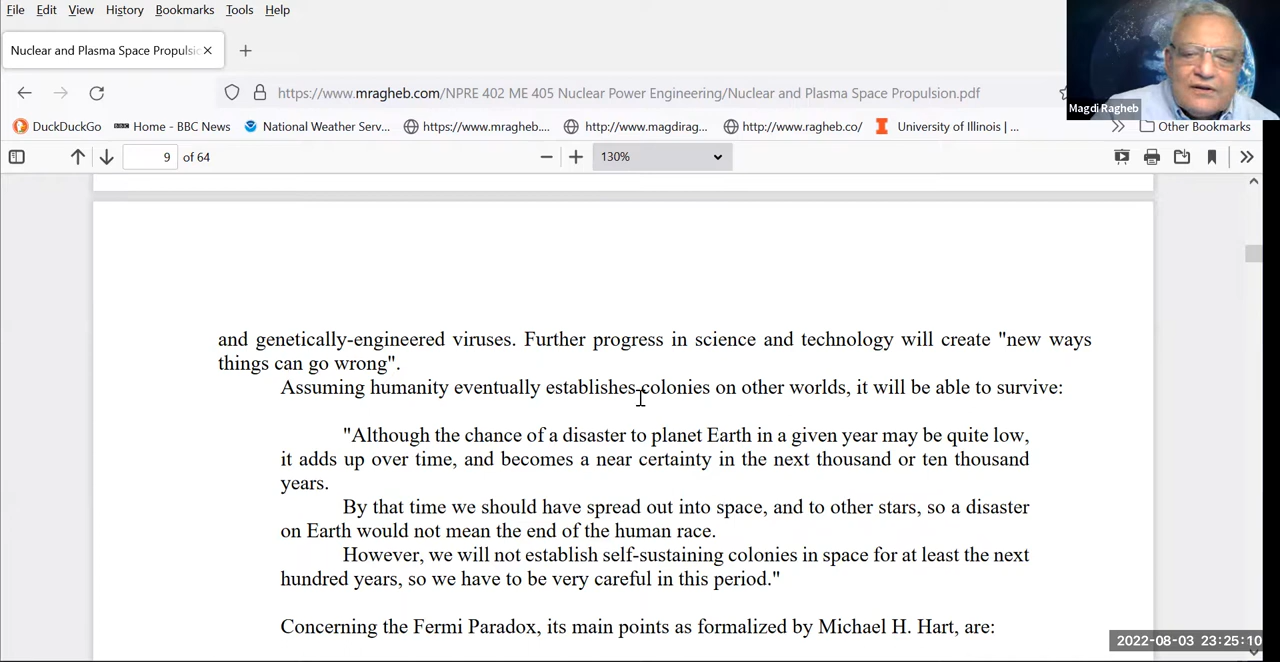 File Edit View History Bookmarks Tools Help
Nuclear and Plasma Space Propulsi
https://www.mragheb.com/NPRE 402 ME 405 Nuclear Power Engineering/Nuclear and Plasma Space Propulsion.pdf
Magdi Ragheb
DuckDuckGo BBC Home - BBC News National Weather Serv... https://www.mragheb.... http://www.magdirag... http://www.ragheb.co/ University of Illinois | ... Other Bookmarks
9 of 64 130%
and genetically-engineered viruses. Further progress in science and technology will create "new ways
things can go wrong".
Assuming humanity eventually establishes colonies on other worlds, it will be able to survive:
"Although the chance of a disaster to planet Earth in a given year may be quite low,
it adds up over time, and becomes a near certainty in the next thousand or ten thousand
years.
By that time we should have spread out into space, and to other stars, so a disaster
on Earth would not mean the end of the human race.
However, we will not establish self-sustaining colonies in space for at least the next
hundred years, so we have to be very careful in this period."
Concerning the Fermi Paradox, its main points as formalized by Michael H. Hart, are:
2022-08-03 23:25:10